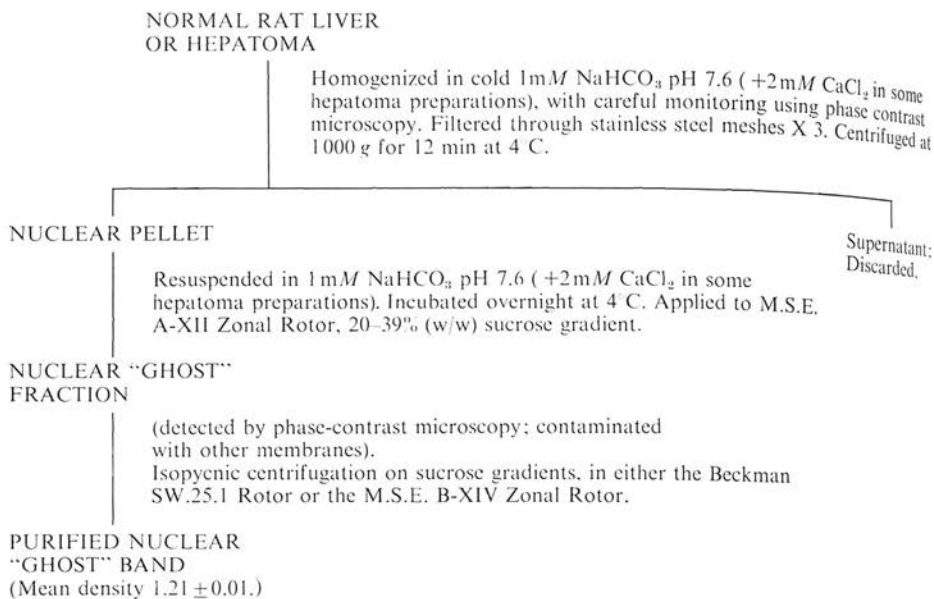 NORMAL RAT LIVER
OR HEPATOMA
Homogenized in cold 1mM NaHCO₃ pH 7.6 (+2mM CaCl₂ in some
hepatoma preparations), with careful monitoring using phase contrast
microscopy. Filtered through stainless steel meshes X 3. Centrifuged at
1000 g for 12 min at 4°C.
NUCLEAR PELLET
Supernatant:
Discarded.
Resuspended in 1mM NaHCO₃ pH 7.6 (+2mM CaCl₂ in some
hepatoma preparations). Incubated overnight at 4°C. Applied to M.S.E.
A-XII Zonal Rotor, 20–39% (w/w) sucrose gradient.
NUCLEAR “GHOST”
FRACTION
(detected by phase-contrast microscopy; contaminated
with other membranes).
Isopycnic centrifugation on sucrose gradients, in either the Beckman
SW.25.1 Rotor or the M.S.E. B-XIV Zonal Rotor.
PURIFIED NUCLEAR
“GHOST” BAND
(Mean density 1.21±0.01.)